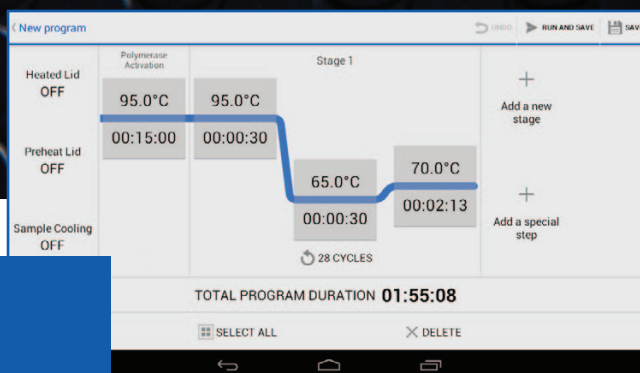 New program
UNDO
RUN AND SAVE
SAVE
Heated Lid
OFF
Preheat Lid
OFF
Sample Cooling
OFF
Polymerase
Activation
95.0°C
00:15:00
Stage 1
95.0°C
00:00:30
65.0°C
00:00:30
28 CYCLES
70.0°C
00:02:13
Add a new
stage
Add a special
step
TOTAL PROGRAM DURATION 01:55:08
SELECT ALL
DELETE